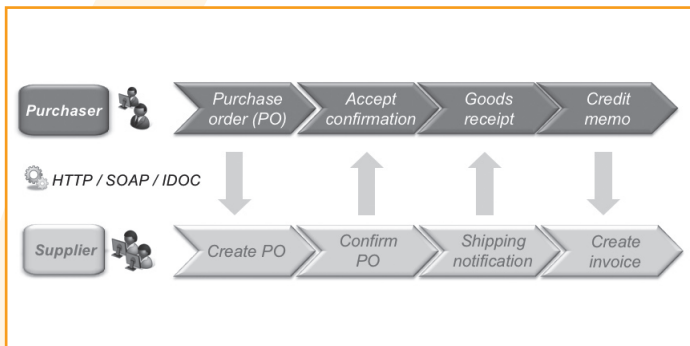 Purchaser
Purchase
order (PO)
Accept
confirmation
Goods
receipt
Credit
memo
HTTP / SOAP / IDOC
Supplier
Create PO
Confirm
PO
Shipping
notification
Create
invoice